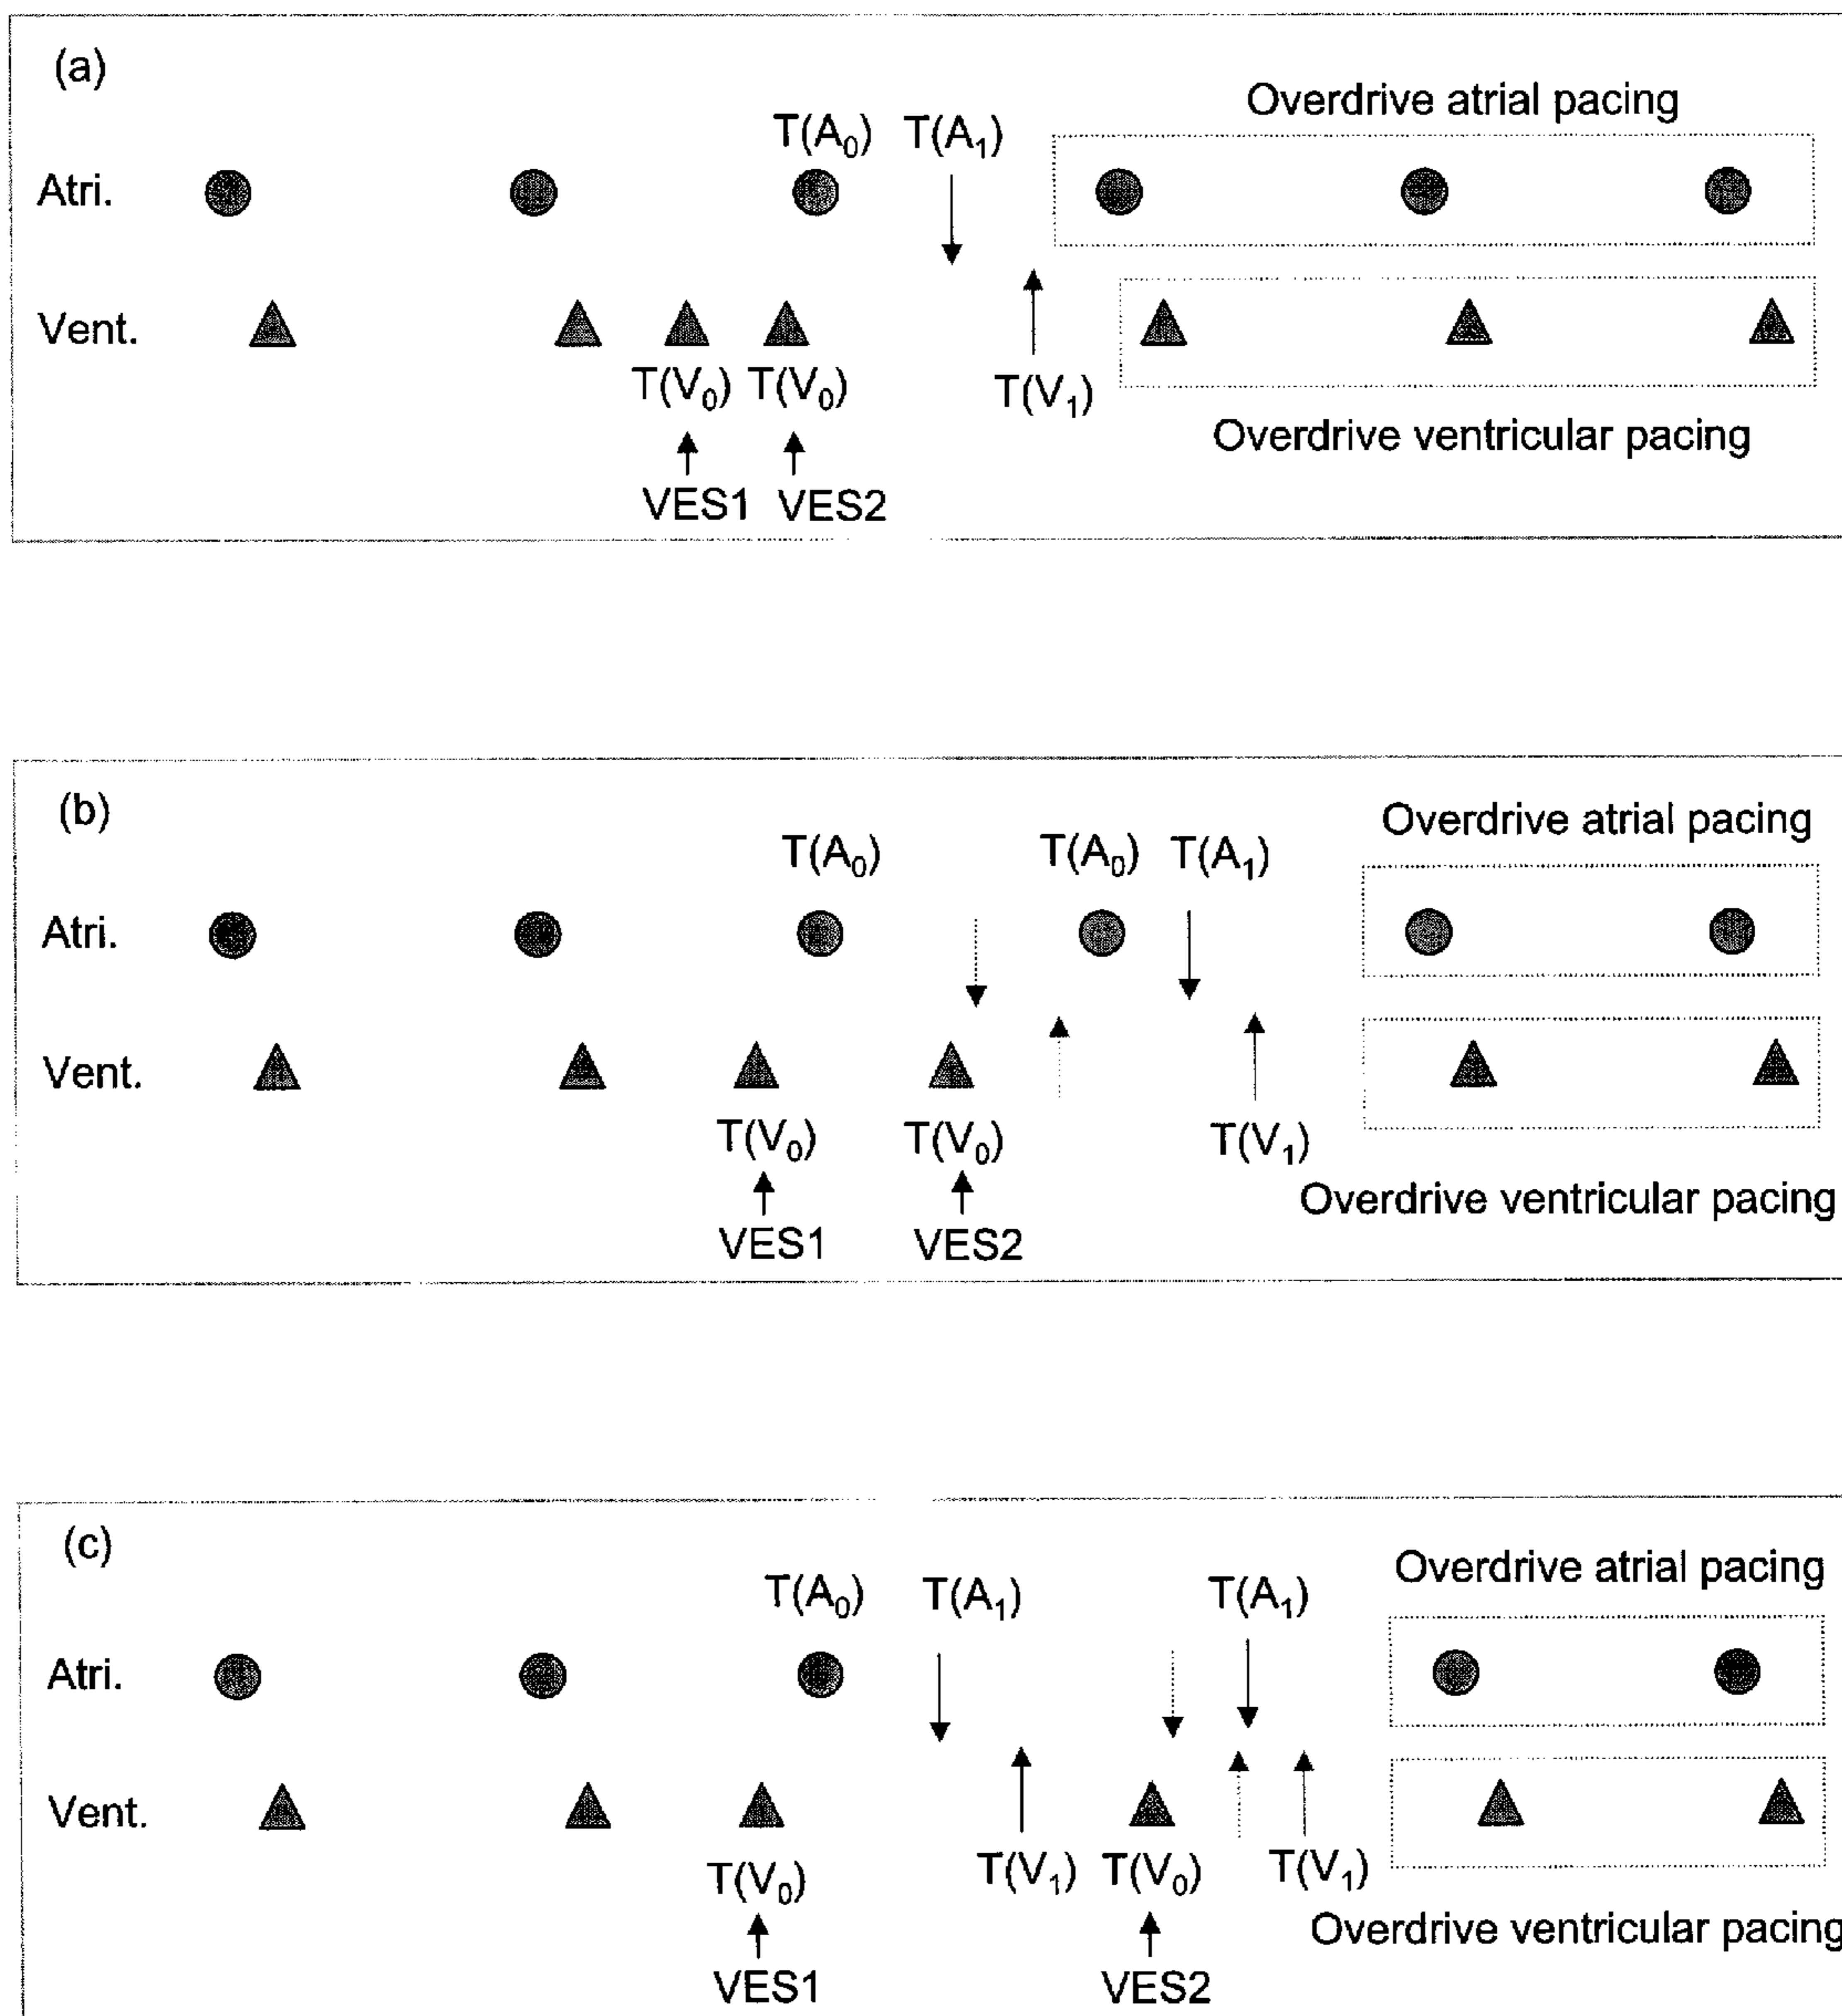 (a)
Overdrive atrial pacing
T(A₀) T(A₁)
Atri.
Vent.
T(V₀) T(V₀) T(V₁)
Overdrive ventricular pacing
VES1 VES2
(b)
Overdrive atrial pacing
T(A₀) T(A₀) T(A₁)
Atri.
Vent.
T(V₀) T(V₀) T(V₁)
Overdrive ventricular pacing
VES1 VES2
(c)
Overdrive atrial pacing
T(A₀) T(A₁) T(A₁)
Atri.
Vent.
T(V₀) T(V₁) T(V₀) T(V₁)
Overdrive ventricular pacing
VES1 VES2